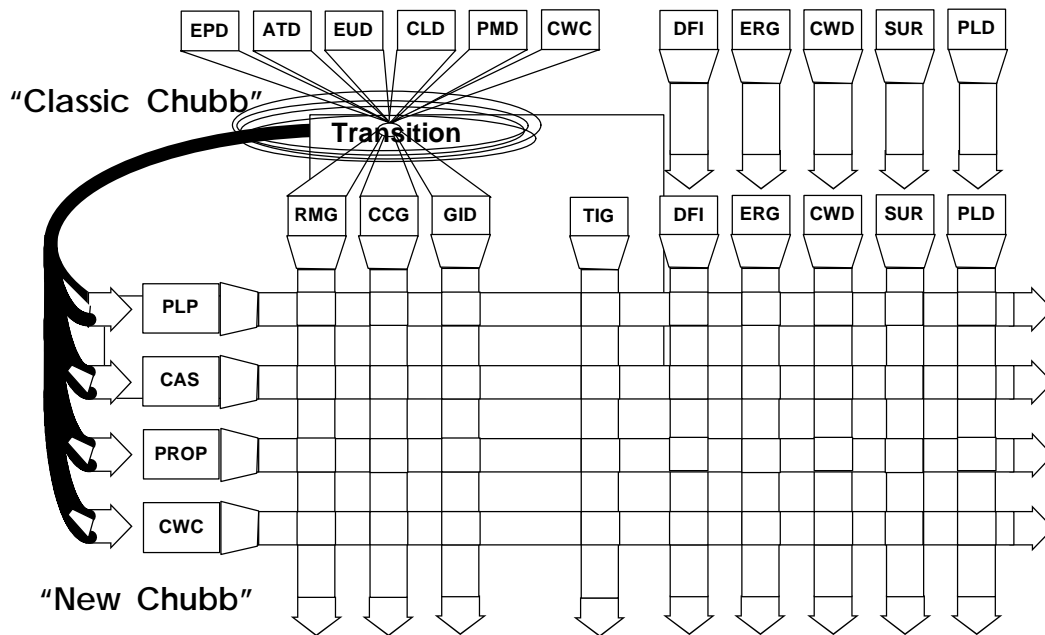 EPD ATD EUD CLD PMD CWC DFI ERG CWD SUR PLD
“Classic Chubb”
Transition
RMG CCG GID TIG DFI ERG CWD SUR PLD
PLP
CAS
PROP
CWC
“New Chubb”